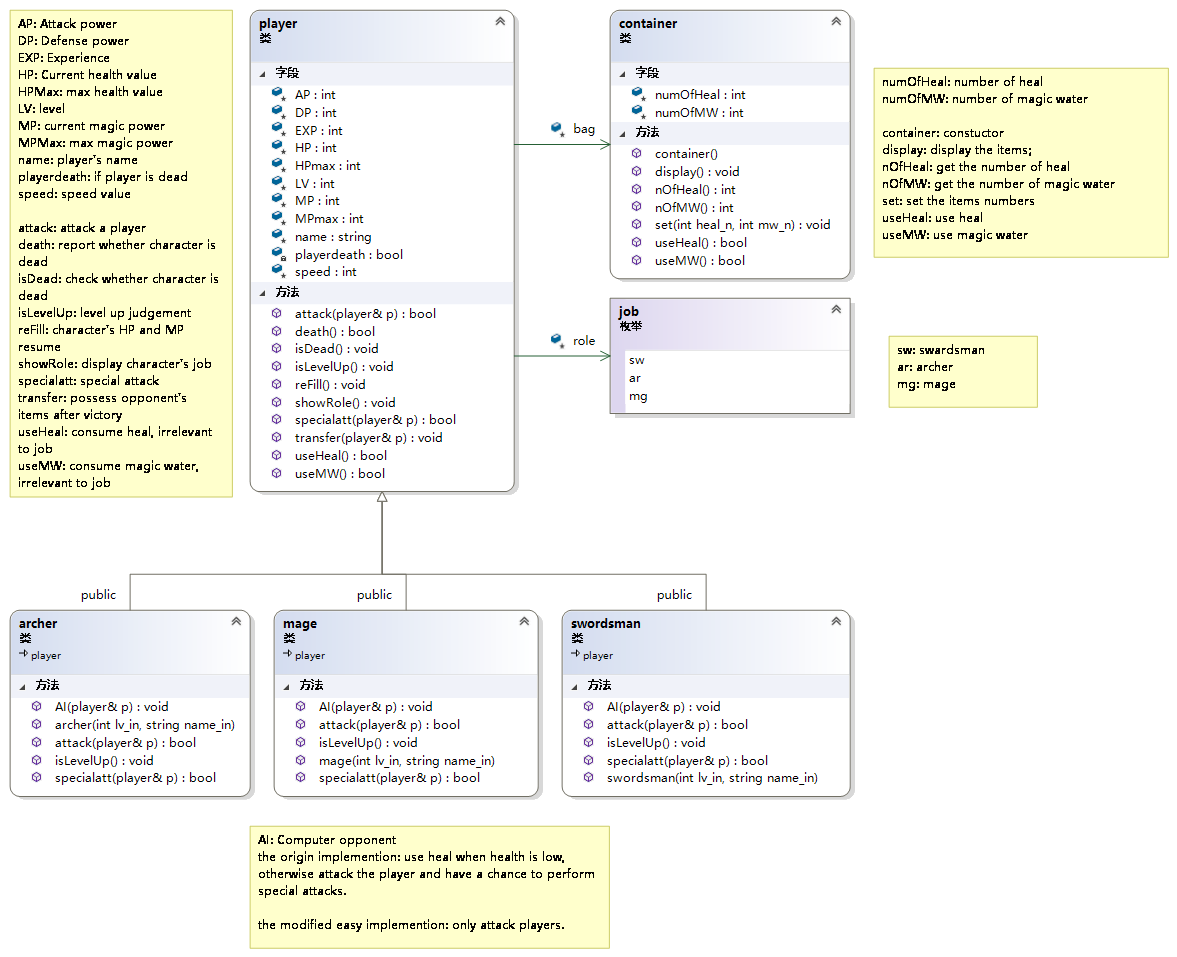 AP: Attack power
DP: Defense power
EXP: Experience
HP: Current health value
HPMax: max health value
LV: level
MP: current magic power
MPMax: max magic power
name: player's name
playerdeath: if player is dead
speed: speed value
attack: attack a player
death: report whether character is
dead
isDead: check whether character is
dead
isLevelUp: level up judgement
reFill: character's HP and MP
resume
showRole: display character's job
specialatt: special attack
transfer: possess opponent's
items after victory
useHeal: consume heal, irrelevant
to job
useMW: consume magic water,
irrelevant to job
player
类
字段
AP : int
DP : int
EXP : int
HP : int
HPmax : int
LV : int
MP : int
MPmax : int
name : string
playerdeath : bool
speed : int
方法
attack(player& p) : bool
death() : bool
isDead() : void
isLevelUp() : void
reFill() : void
showRole() : void
specialatt(player& p) : bool
transfer(player& p) : void
useHeal() : bool
useMW() : bool
bag
role
container
类
字段
numOfHeal : int
numOfMW : int
方法
container()
display() : void
nOfHeal() : int
nOfMW() : int
set(int heal_n, int mw_n) : void
useHeal() : bool
useMW() : bool
numOfHeal: number of heal
numOfMW: number of magic water
container: constuctor
display: display the items;
nOfHeal: get the number of heal
nOfMW: get the number of magic water
set: set the items numbers
useHeal: use heal
useMW: use magic water
job
枚举
sw
ar
mg
sw: swardsman
ar: archer
mg: mage
public
public
public
archer
类
player
方法
AI(player& p) : void
archer(int lv_in, string name_in)
attack(player& p) : bool
isLevelUp() : void
specialatt(player& p) : bool
mage
类
player
方法
AI(player& p) : void
attack(player& p) : bool
isLevelUp() : void
mage(int lv_in, string name_in)
specialatt(player& p) : bool
swordsman
类
player
方法
AI(player& p) : void
attack(player& p) : bool
isLevelUp() : void
specialatt(player& p) : bool
swordsman(int lv_in, string name_in)
AI: Computer opponent
the origin implemention: use heal when health is low,
otherwise attack the player and have a chance to perform
special attacks.
the modified easy implemention: only attack players.